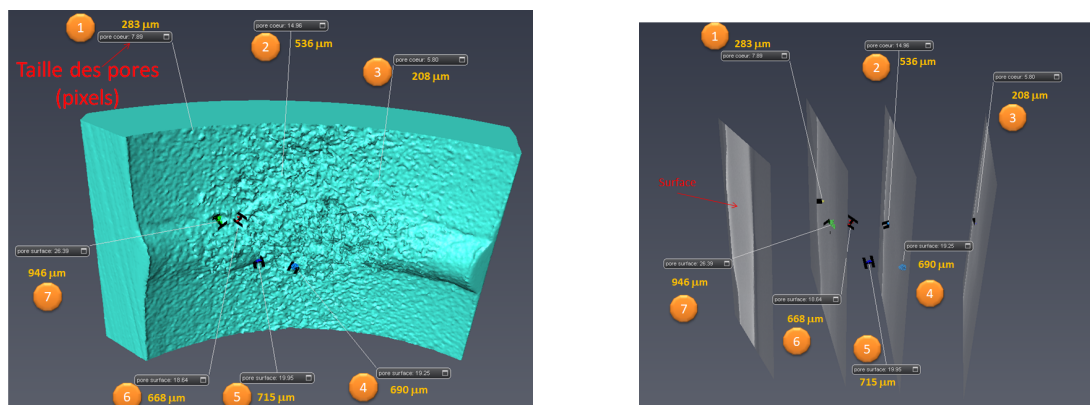 1
283 µm
pore coeur: 7.89
Taille des pores
(pixels)
pore coeur: 14.96
2
536 µm
pore coeur: 5.80
3
208 µm
pore surface: 26.39
946 µm
7
pore surface: 18.64
6
668 µm
pore surface: 19.95
5
715 µm
pore surface: 19.25
4
690 µm
1
283 µm
pore coeur: 7.89
pore coeur: 14.96
2
536 µm
pore coeur: 5.80
208 µm
3
Surface
pore surface: 26.39
946 µm
7
pore surface: 19.25
690 µm
4
pore surface: 18.64
668 µm
6
5
pore surface: 19.95
715 µm